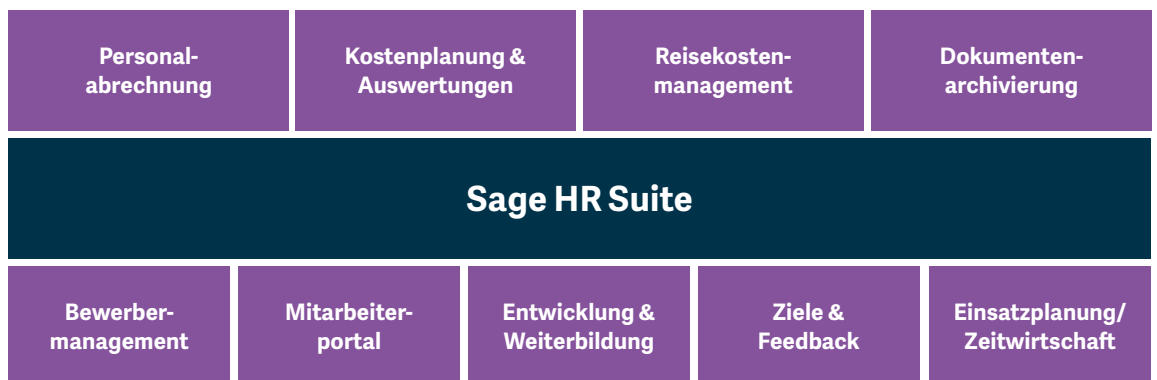 Personal-
abrechnung
Kostenplanung &
Auswertungen
Reisekosten-
management
Dokumenten-
archivierung
Sage HR Suite
Bewerber-
management
Mitarbeiter-
portal
Entwicklung &
Weiterbildung
Ziele &
Feedback
Einsatzplanung/
Zeitwirtschaft